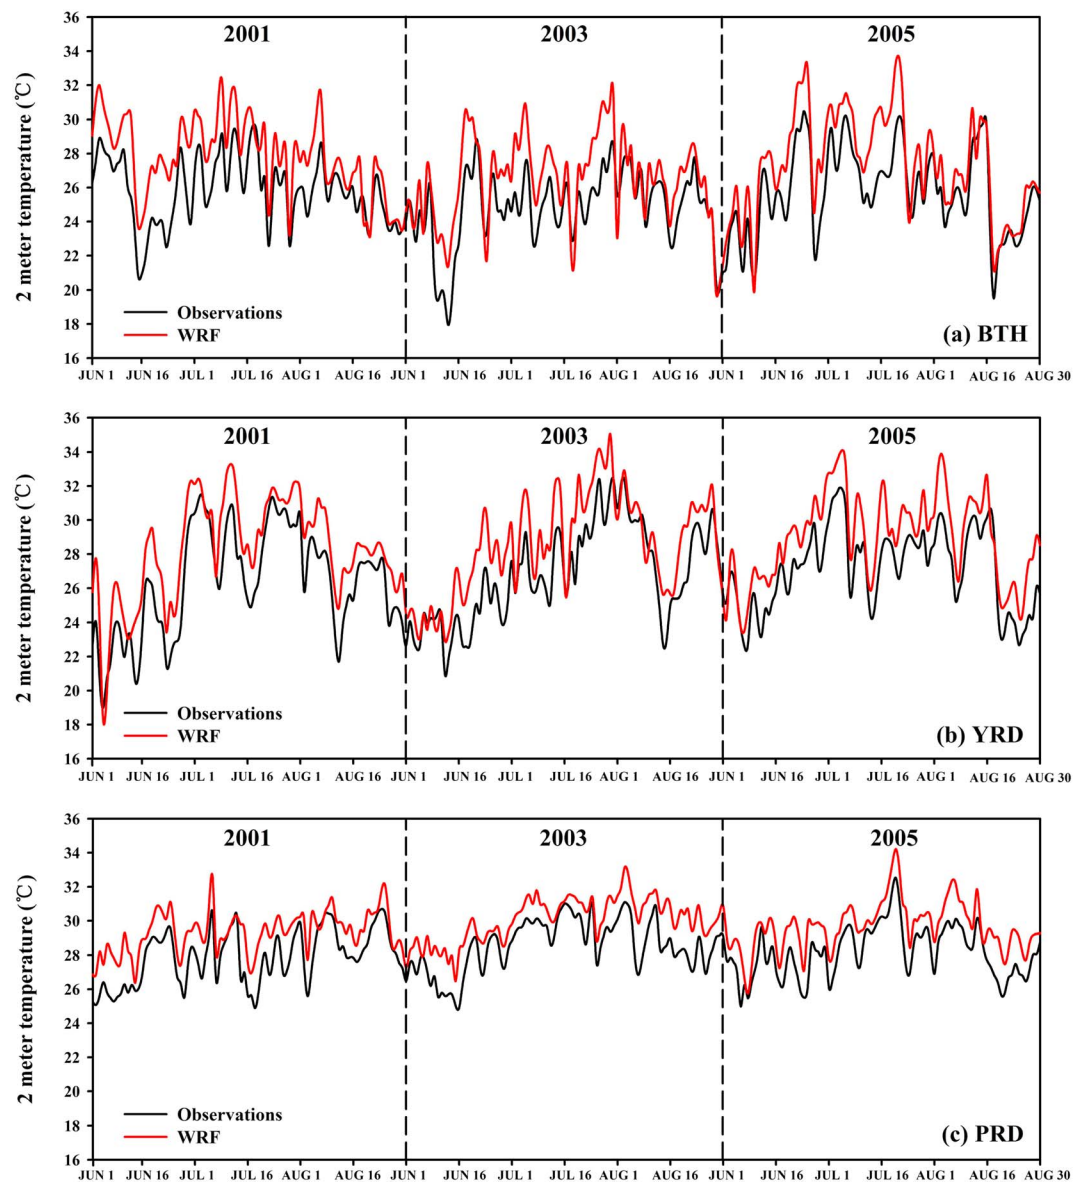 2001 2003 2005
2 meter temperature (℃)
36
34
32
30
28
26
24
22
20
18
16
Observations
WRF
(a) BTH
JUN 1 JUN 16 JUL 1 JUL 16 AUG 1 AUG 16 JUN 1 JUN 16 JUL 1 JUL 16 AUG 1 AUG 16 JUN 1 JUN 16 JUL 1 JUL 16 AUG 1 AUG 16 AUG 30
2001 2003 2005
2 meter temperature (℃)
36
34
32
30
28
26
24
22
20
18
16
Observations
WRF
(b) YRD
JUN 1 JUN 16 JUL 1 JUL 16 AUG 1 AUG 16 JUN 1 JUN 16 JUL 1 JUL 16 AUG 1 AUG 16 JUN 1 JUN 16 JUL 1 JUL 16 AUG 1 AUG 16 AUG 30
2001 2003 2005
2 meter temperature (℃)
36
34
32
30
28
26
24
22
20
18
16
Observations
WRF
(c) PRD
JUN 1 JUN 16 JUL 1 JUL 16 AUG 1 AUG 16 JUN 1 JUN 16 JUL 1 JUL 16 AUG 1 AUG 16 JUN 1 JUN 16 JUL 1 JUL 16 AUG 1 AUG 16 AUG 30